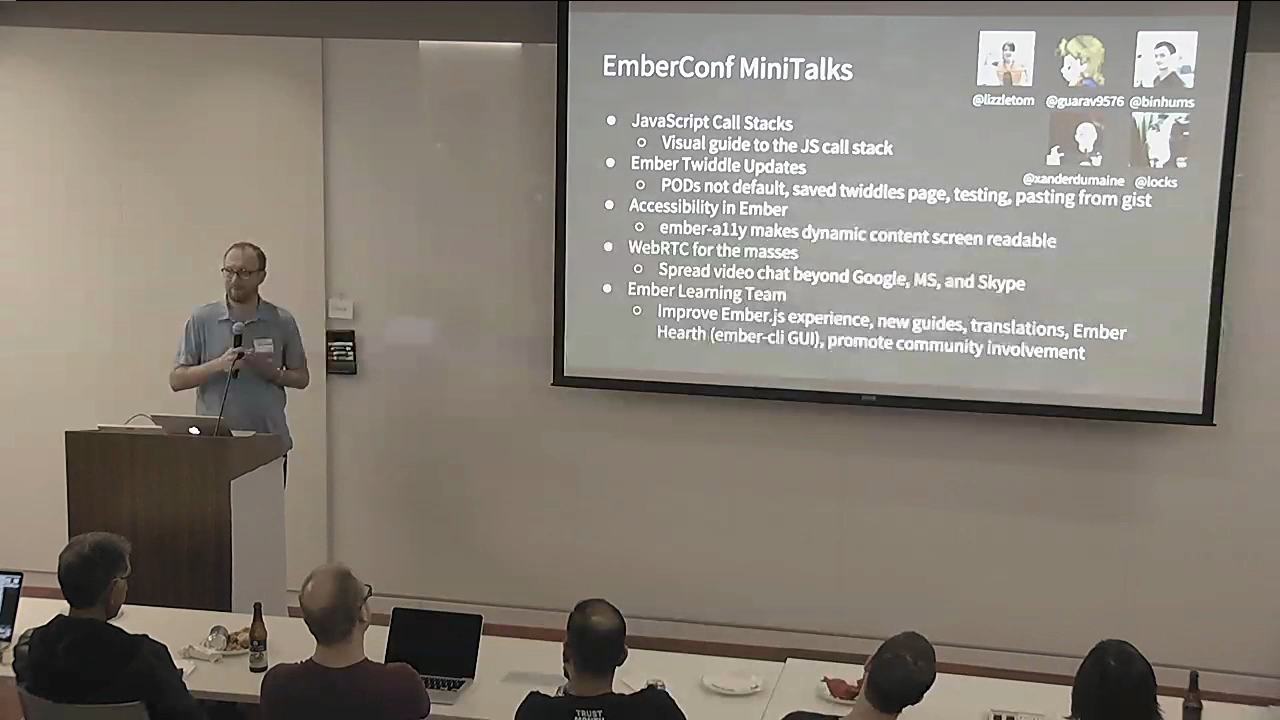 EmberConf MiniTalks
@lizzletom @guarav9576 @binhums
@xanderdumaine @locks
JavaScript Call Stacks
Visual guide to the JS call stack
Ember Twiddle Updates
PODs not default, saved twiddles page, testing, pasting from gist
Accessibility in Ember
ember-a11y makes dynamic content screen readable
WebRTC for the masses
Spread video chat beyond Google, MS, and Skype
Ember Learning Team
Improve Ember.js experience, new guides, translations, Ember
Hearth (ember-cli GUI), promote community involvement
TRUST